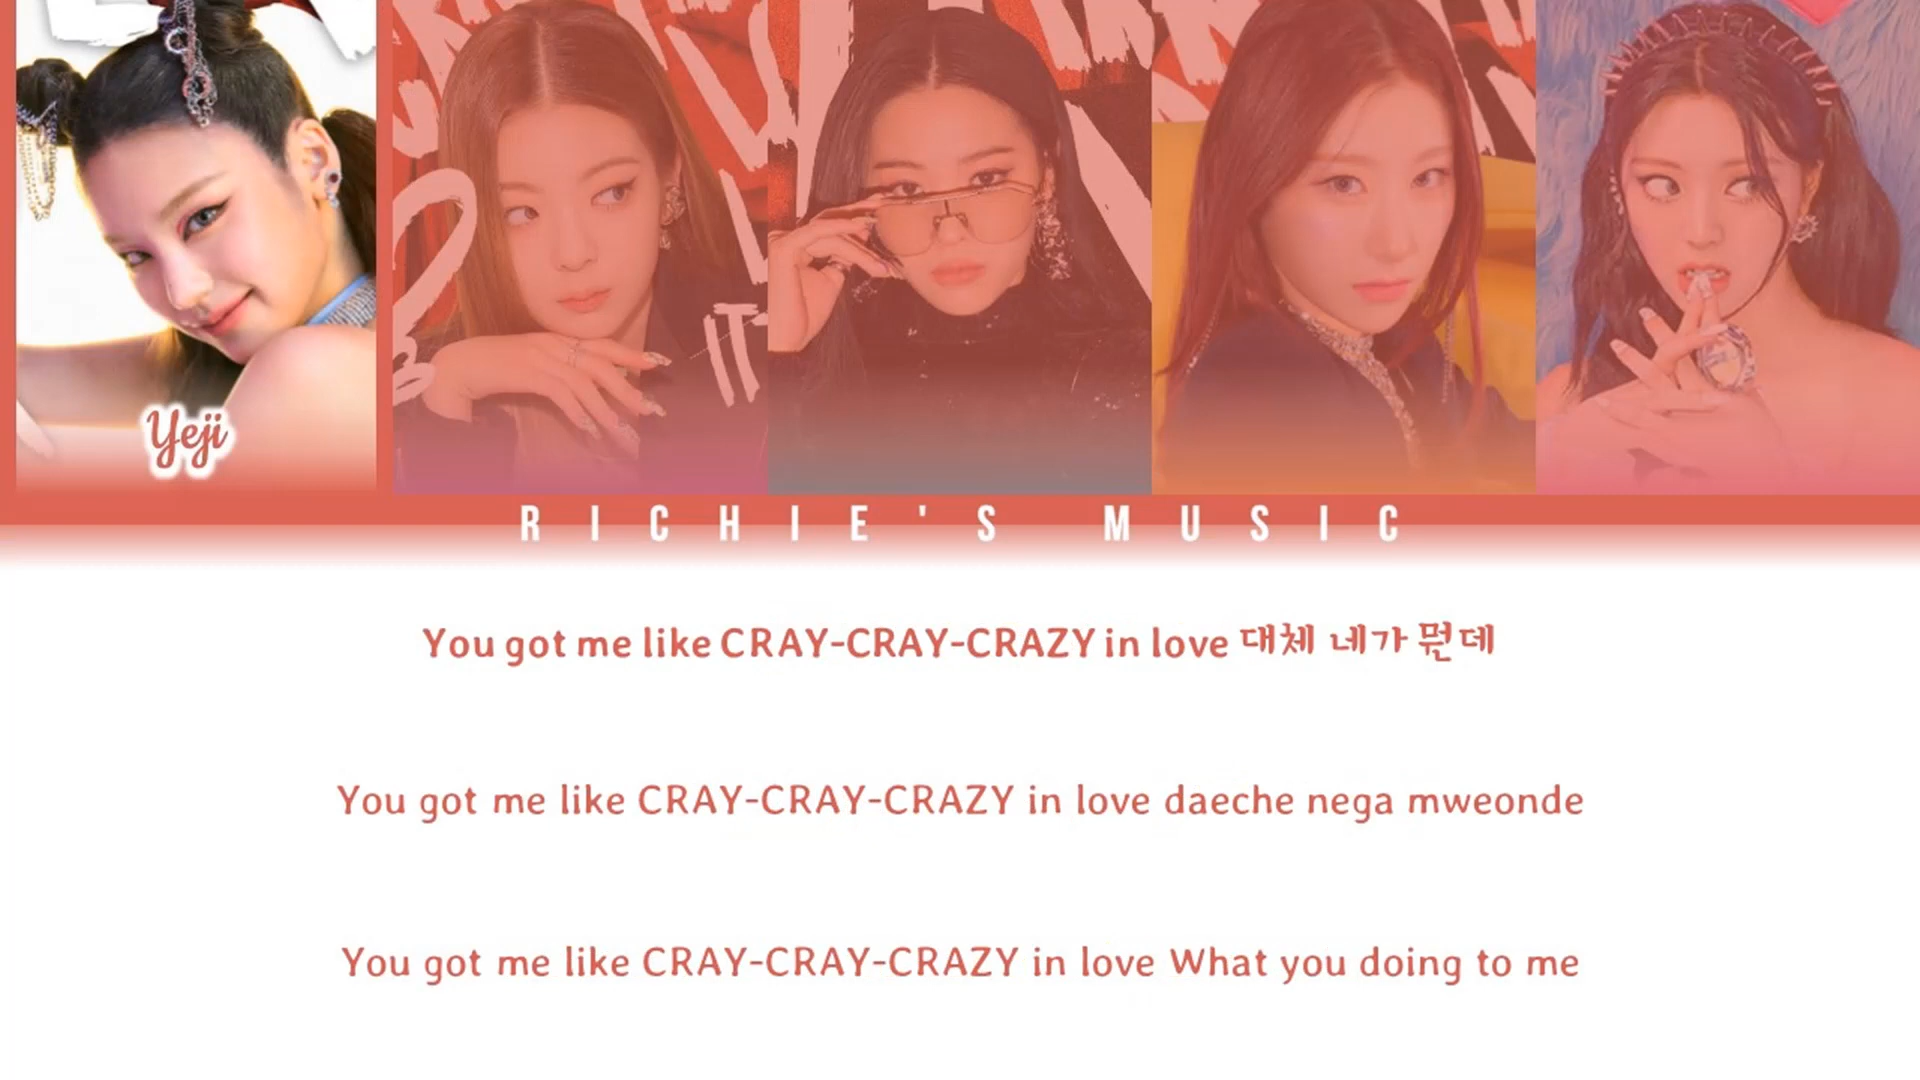 Yeji
RICHIE'S MUSIC
You got me like CRAY-CRAY-CRAZY in love 대체 네가 뭔데
You got me like CRAY-CRAY-CRAZY in love daeche nega mweonde
You got me like CRAY-CRAY-CRAZY in love What you doing to me